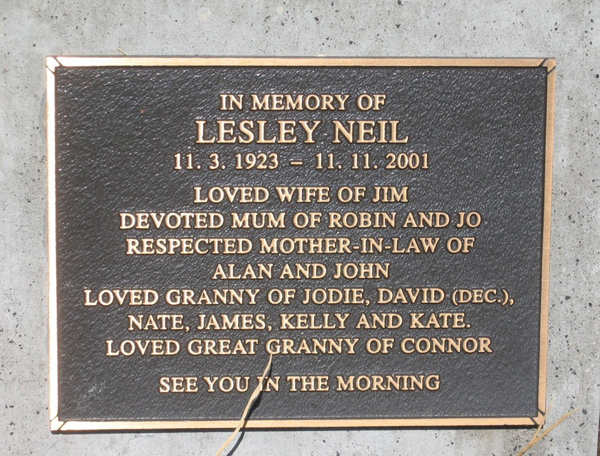 IN MEMORY OF
LESLEY NEIL
11. 3. 1923 – 11. 11. 2001
LOVED WIFE OF JIM
DEVOTED MUM OF ROBIN AND JO
RESPECTED MOTHER-IN-LAW OF
ALAN AND JOHN
LOVED GRANNY OF JODIE, DAVID (DEC.),
NATE, JAMES, KELLY AND KATE.
LOVED GREAT GRANNY OF CONNOR
SEE YOU IN THE MORNING